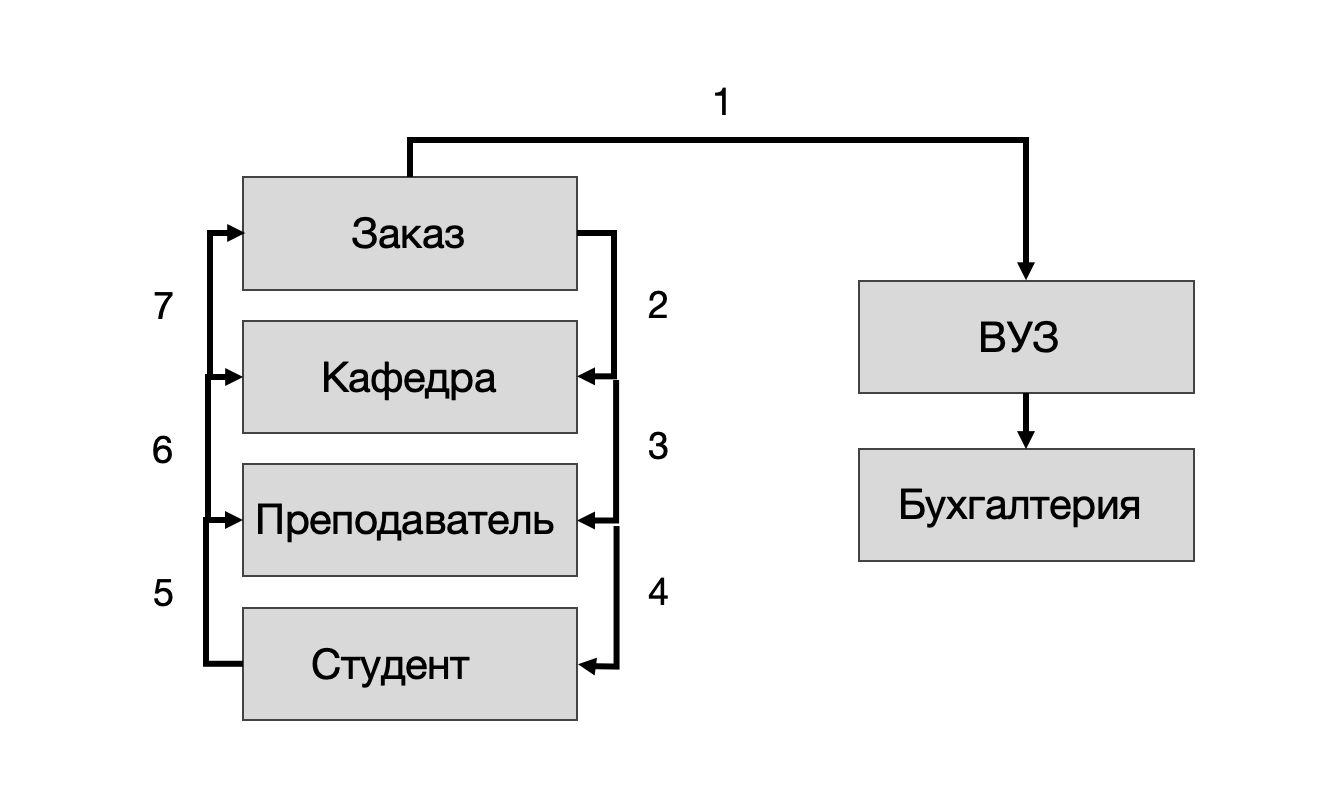 1
Заказ
7
2
ВУЗ
Кафедра
6
3
Бухгалтерия
Преподаватель
5
4
Студент